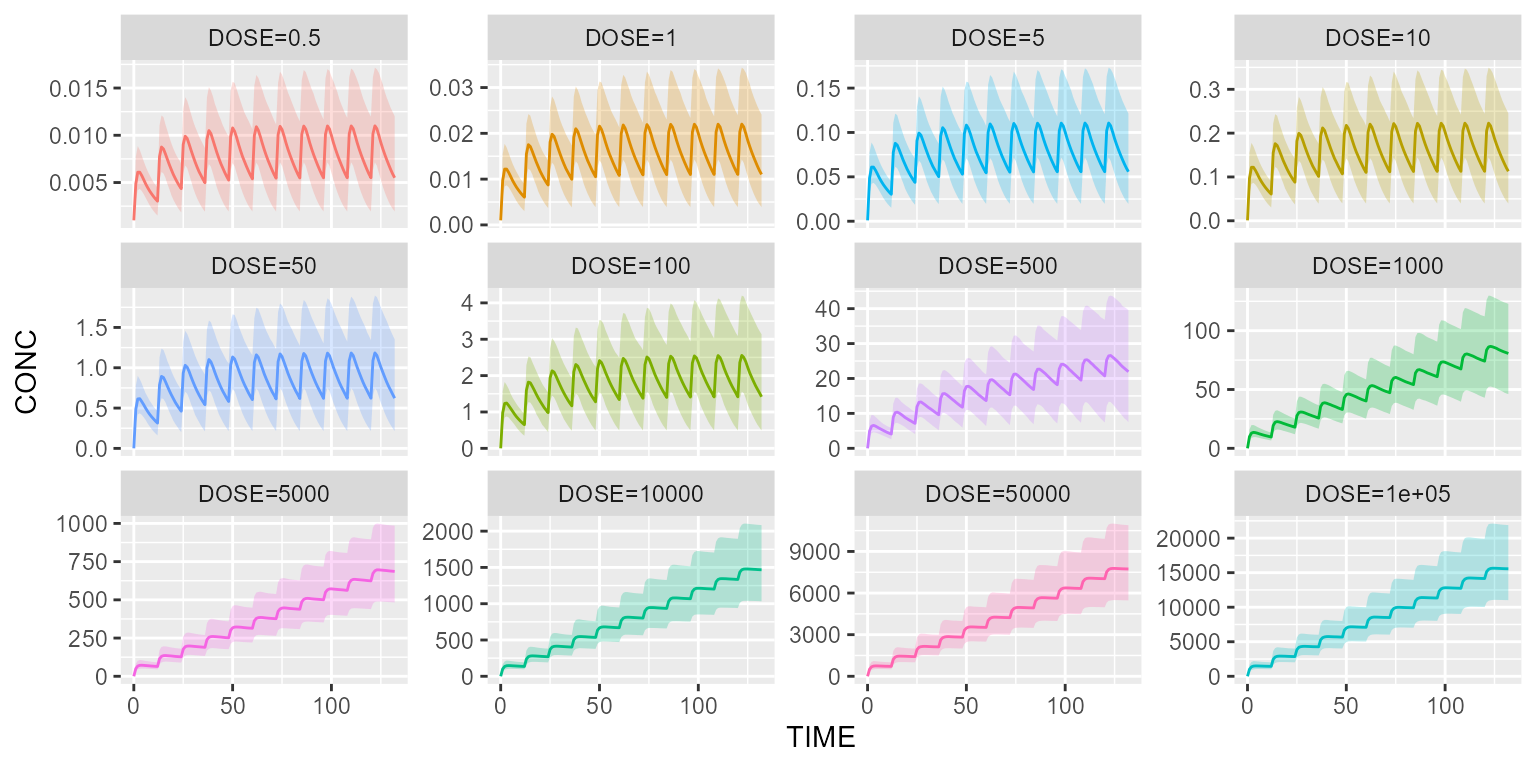 DOSE=0.5 DOSE=1 DOSE=5 DOSE=10
0.015 0.03 0.15 0.3
0.010 0.02 0.10 0.2
0.005 0.01 0.05 0.1
0.00 0.00 0.0
DOSE=50 DOSE=100 DOSE=500 DOSE=1000
1.5 4 40 100
1.0 3 30 50
0.5 2 20 0
0.0 1 10
0 0
CONC
DOSE=5000 DOSE=10000 DOSE=50000 DOSE=1e+05
1000 2000 9000 20000
750 1500 6000 15000
500 1000 3000 10000
250 500 0 5000
0 0 0
0 50 100 0 50 100 0 50 100 0 50 100
TIME